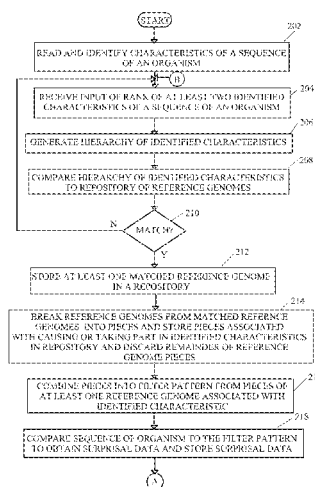 START
202
READ AND IDENTIFY CHARACTERISTICS OF A SEQUENCE
OF AN ORGANISM
B
204
RECEIVE INPUT OF RANK OF AT LEAST TWO IDENTIFIED
CHARACTERISTICS OF A SEQUENCE OF AN ORGANISM
206
GENERATE HIERARCHY OF IDENTIFIED CHARACTERISTICS
208
COMPARE HIERARCHY OF IDENTIFIED CHARACTERISTICS
TO REPOSITORY OF REFERENCE GENOMES
210
N
MATCH?
Y
212
STORE AT LEAST ONE MATCHED REFERENCE GENOME
IN A REPOSITORY
214
BREAK REFERENCE GENOMES FROM MATCHED REFERNCE
GENOMES INTO PIECES AND STORE PIECES ASSOCIATED
WITH CAUSING OR TAKING PART IN IDENTIFIED CHARACTERISTICS
IN REPOSITORY AND DISCARD REMAINDER OF REFERENCE
GENOME PIECES
21
COMBINE PIECES INTO FILTER PATTERN FROM PIECES OF
AT LEAST ONE REFERENCE GENOME ASSOCIATED WITH
IDENTIFIED CHARACTERISTIC
218
COMPARE SEQUENCE OF ORGANISM TO THE FILTER PATTERN
TO OBTAIN SURPRISAL DATA AND STORE SURPRISAL DATA
A